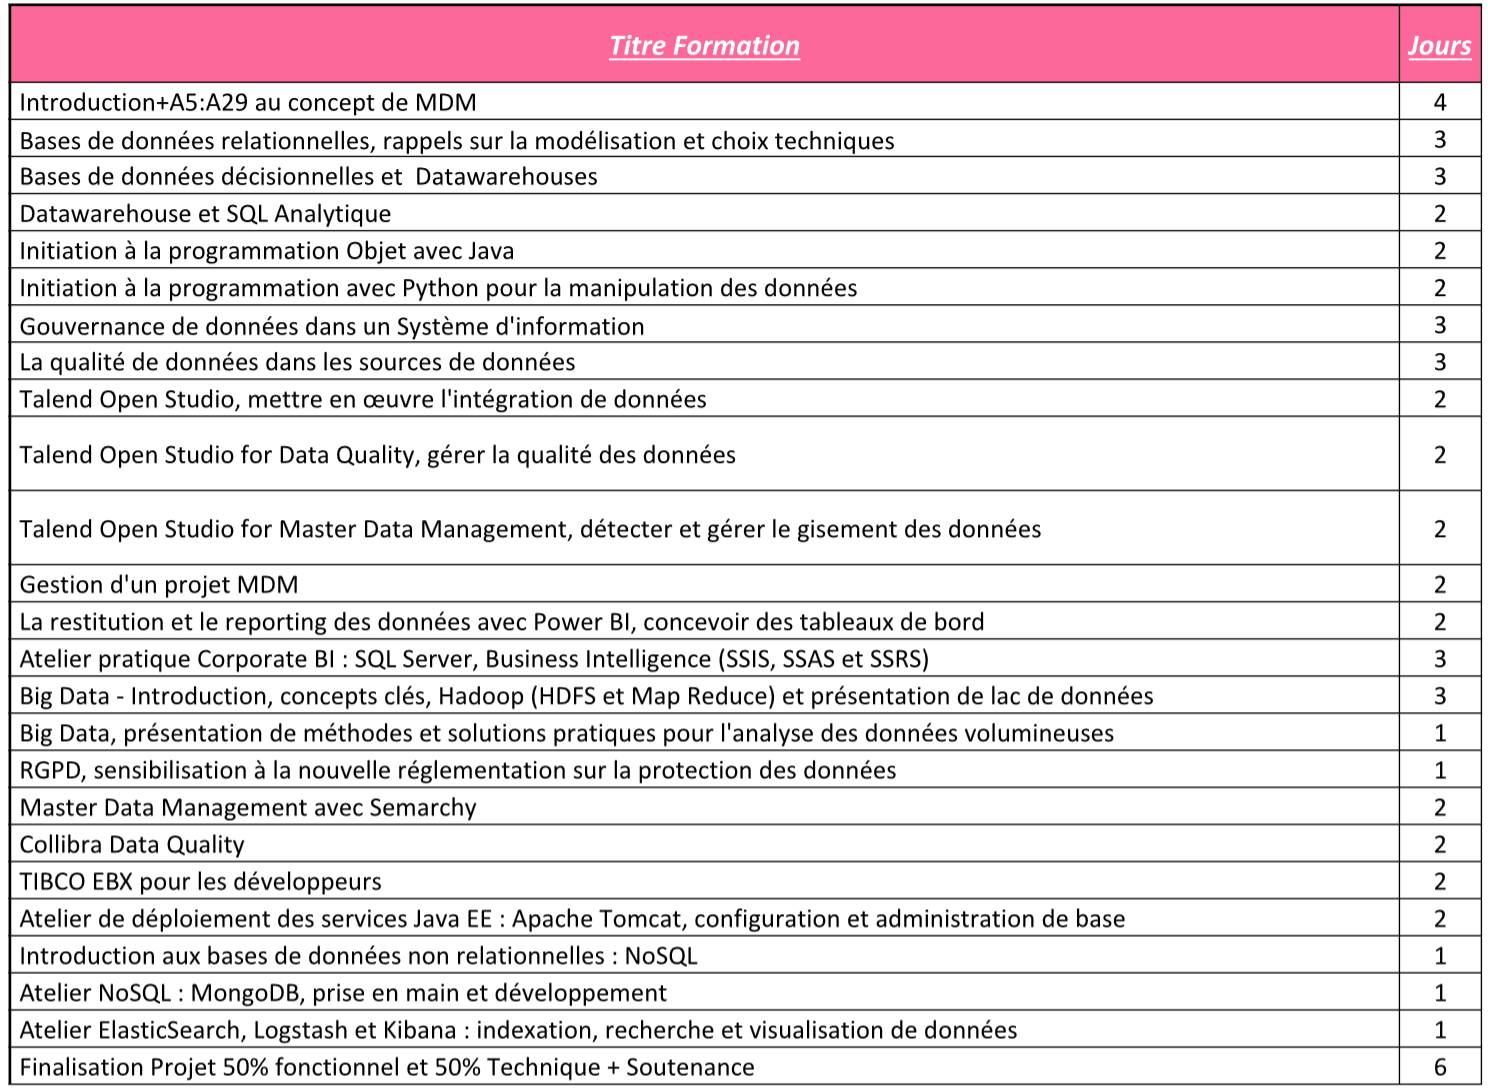 Titre Formation Jours
Introduction+A5:A29 au concept de MDM 4
Bases de données relationnelles, rappels sur la modélisation et choix techniques 3
Bases de données décisionnelles et  Datawarehouses 3
Datawarehouse et SQL Analytique 2
Initiation à la programmation Objet avec Java 2
Initiation à la programmation avec Python pour la manipulation des données 2
Gouvernance de données dans un Système d'information 3
La qualité de données dans les sources de données 3
Talend Open Studio, mettre en œuvre l'intégration de données 2
Talend Open Studio for Data Quality, gérer la qualité des données 2
Talend Open Studio for Master Data Management, détecter et gérer le gisement des données 2
Gestion d'un projet MDM 2
La restitution et le reporting des données avec Power BI, concevoir des tableaux de bord 2
Atelier pratique Corporate BI : SQL Server, Business Intelligence (SSIS, SSAS et SSRS) 3
Big Data - Introduction, concepts clés, Hadoop (HDFS et Map Reduce) et présentation de lac de données 3
Big Data, présentation de méthodes et solutions pratiques pour l'analyse des données volumineuses 1
RGPD, sensibilisation à la nouvelle réglementation sur la protection des données 1
Master Data Management avec Semarchy 2
Collibra Data Quality 2
TIBCO EBX pour les développeurs 2
Atelier de déploiement des services Java EE : Apache Tomcat, configuration et administration de base 2
Introduction aux bases de données non relationnelles : NoSQL 1
Atelier NoSQL : MongoDB, prise en main et développement 1
Atelier ElasticSearch, Logstash et Kibana : indexation, recherche et visualisation de données 1
Finalisation Projet 50% fonctionnel et 50% Technique + Soutenance 6